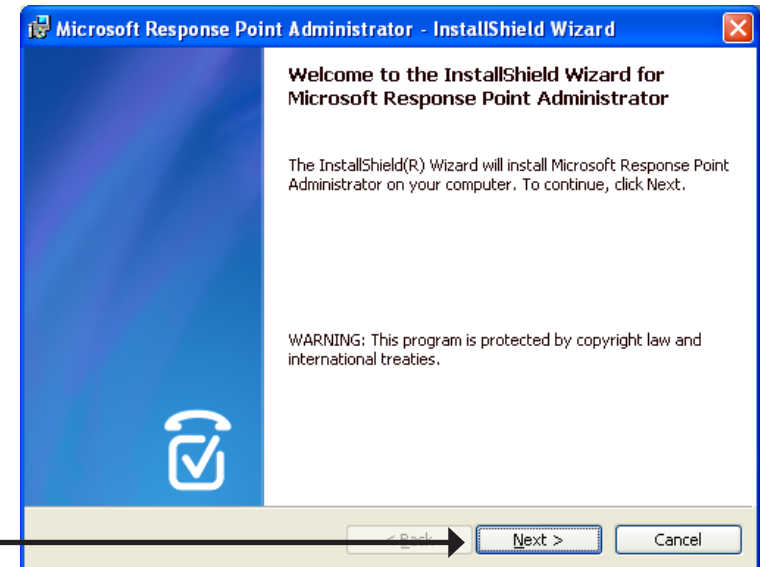 Microsoft Response Point Administrator - InstallShield Wizard
Welcome to the InstallShield Wizard for
Microsoft Response Point Administrator
The InstallShield(R) Wizard will install Microsoft Response Point
Administrator on your computer. To continue, click Next.
WARNING: This program is protected by copyright law and
international treaties.
< Back Next > Cancel